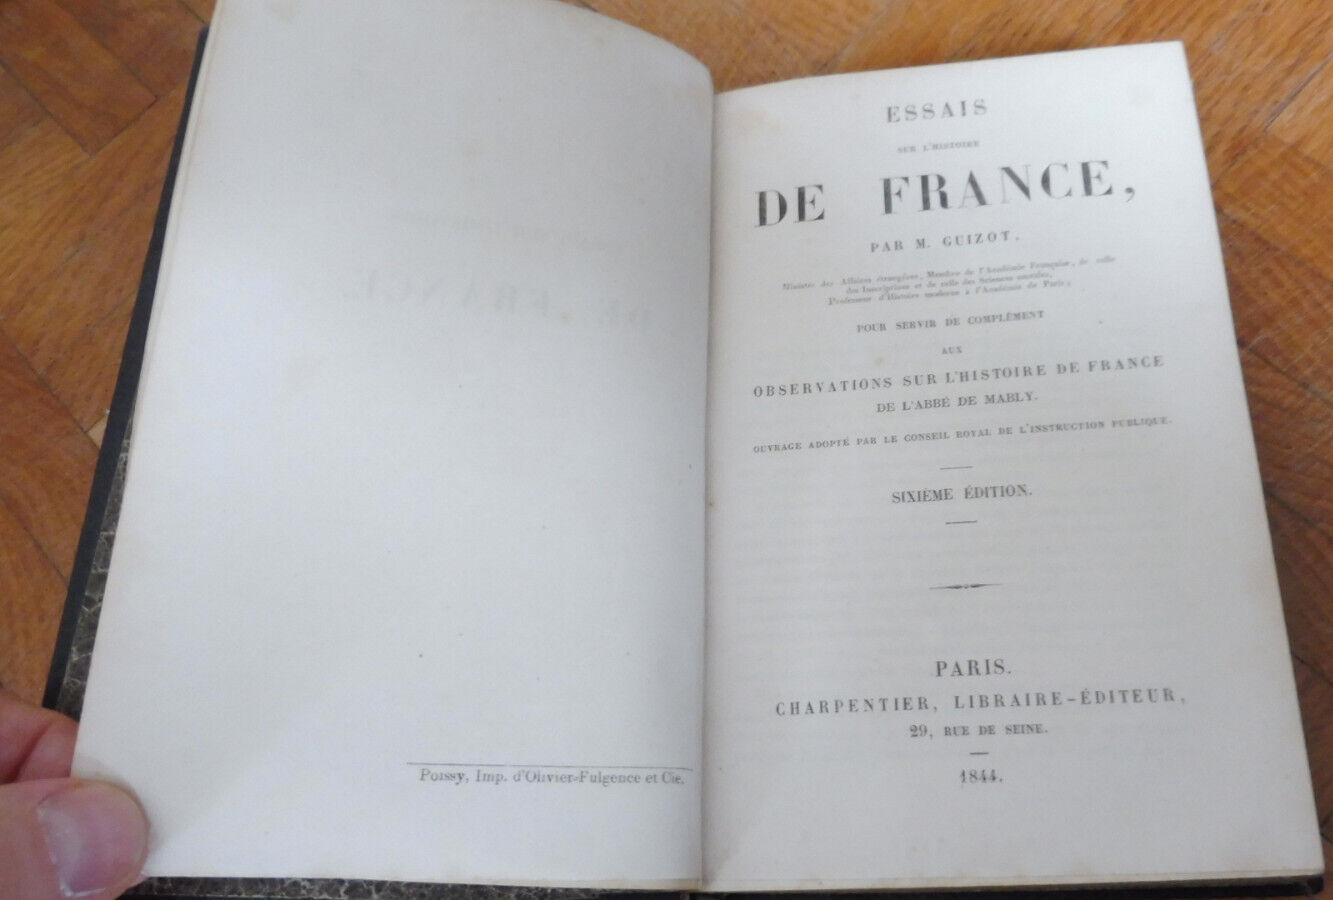 Poissy, Imp. d'Olivier-Fulgence et Cie.
ESSAIS
SUR L'HISTOIRE
DE FRANCE,
PAR M. GUIZOT,
Ministre des Affaires étrangères, Membre de l'Académie Française, de celle
des Inscriptions et de celle des Sciences morales,
Professeur d'Histoire moderne à l'Académie de Paris;
POUR SERVIR DE COMPLÉMENT
AUX
OBSERVATIONS SUR L'HISTOIRE DE FRANCE
DE L'ABBÉ DE MABLY.
OUVRAGE ADOPTÉ PAR LE CONSEIL ROYAL DE L'INSTRUCTION PUBLIQUE.
SIXIÈME ÉDITION.
PARIS.
CHARPENTIER, LIBRAIRE-ÉDITEUR,
29, RUE DE SEINE.
1844.